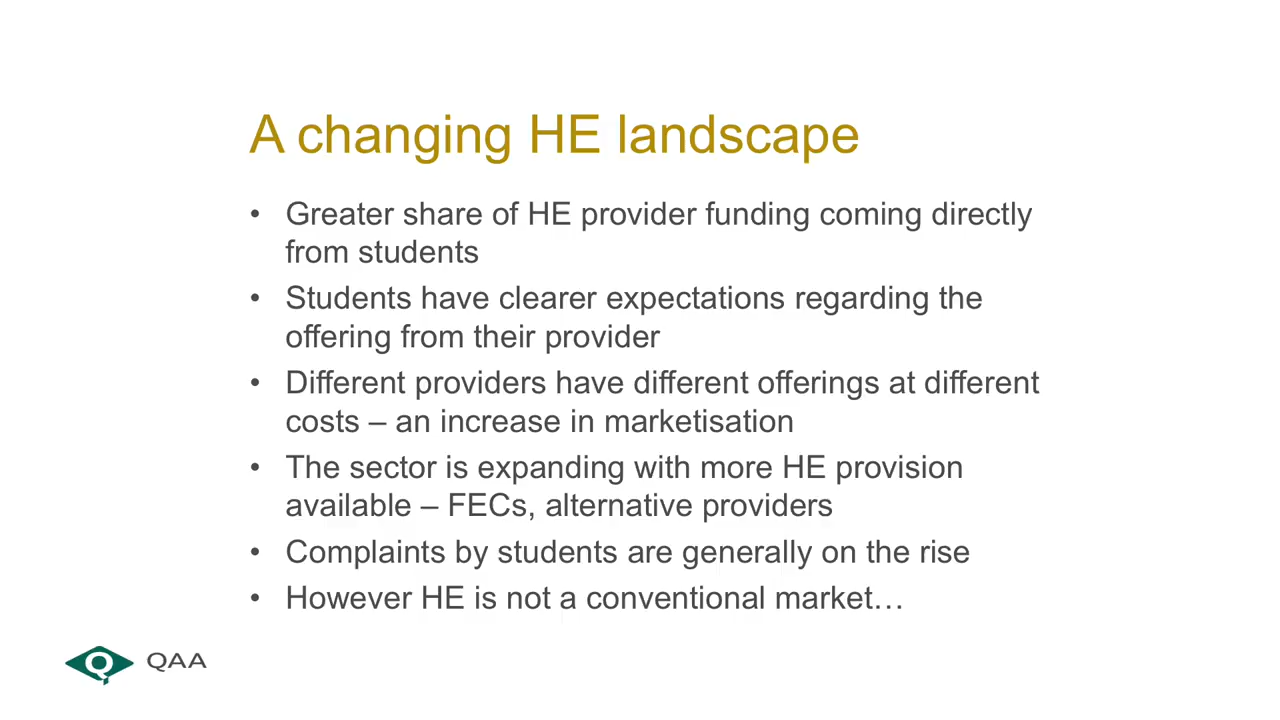 A changing HE landscape
• Greater share of HE provider funding coming directly
from students
• Students have clearer expectations regarding the
offering from their provider
• Different providers have different offerings at different
costs – an increase in marketisation
• The sector is expanding with more HE provision
available – FECs, alternative providers
• Complaints by students are generally on the rise
• However HE is not a conventional market…
QAA